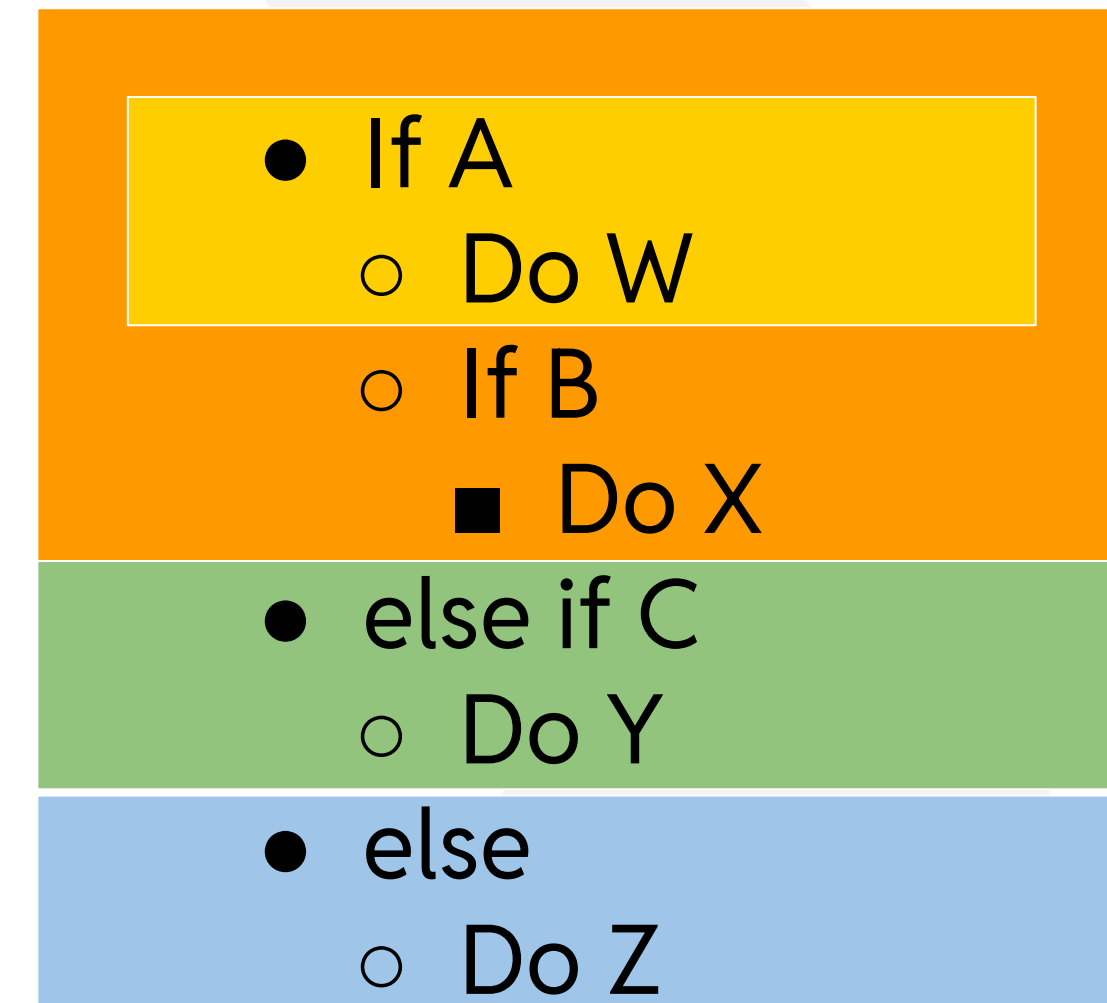 ● If A
○ Do W
○ If B
■ Do X
● else if C
○ Do Y
● else
○ Do Z